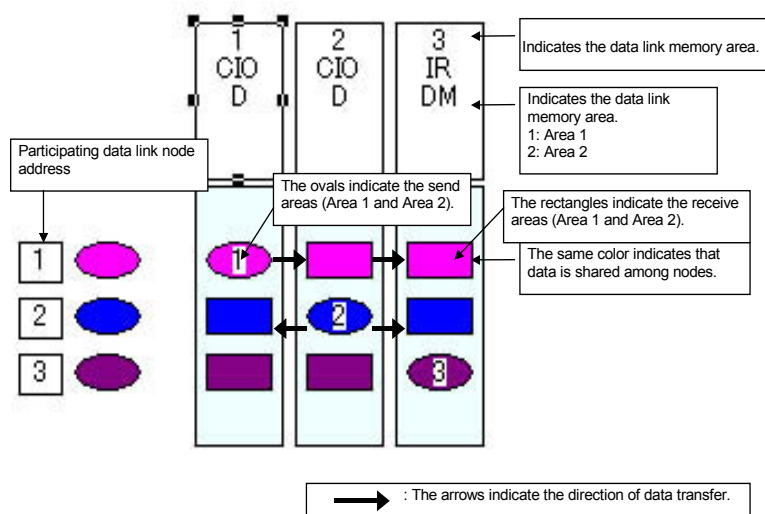 1
CIO
D
2
CIO
D
3
IR
DM
Indicates the data link memory area.
Indicates the data link
memory area.
1: Area 1
2: Area 2
Participating data link node
address
The ovals indicate the send
areas (Area 1 and Area 2).
The rectangles indicate the receive
areas (Area 1 and Area 2).
The same color indicates that
data is shared among nodes.
1
1
2
2
3
3
: The arrows indicate the direction of data transfer.